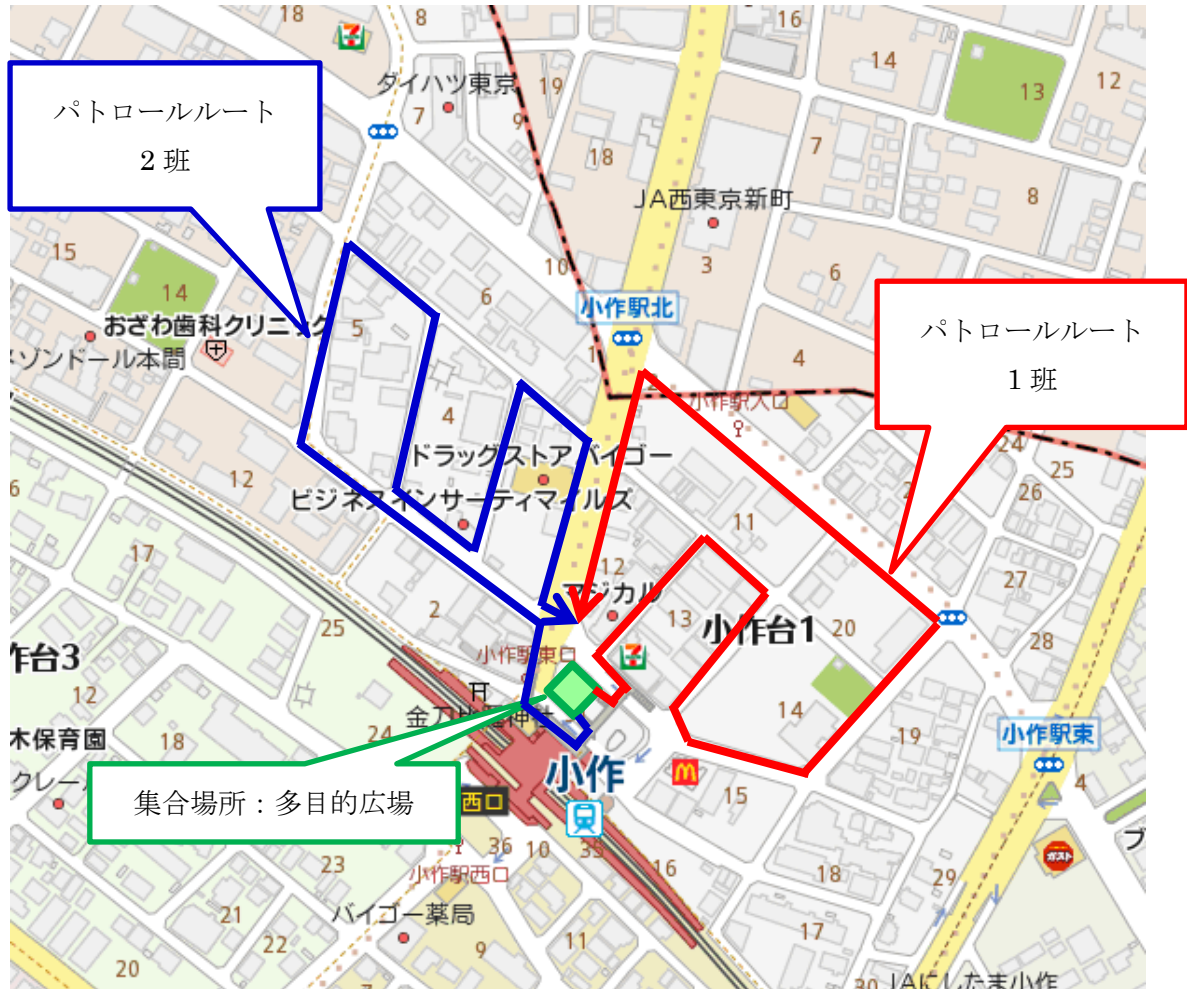 18
8
16
ダイハツ東京
19
14
13
12
パトロールルート
2 班
7
9
18
7
JA西東京新町
8
15
14
10
3
6
5
6
小作駅北
おざわ歯科クリニック
パトロールルート
1 班
メゾンドール本間
1
2
4
小作駅入口
4
ドラッグストアバイゴー
24
25
12
ビジネスインサーティマイルズ
26
6
11
17
12
27
マジカル
2
13
小作台1
20
25
28
作台3
小作駅東口
12
金刀比羅神社
14
木保育園
18
24
19
小作駅東
クレー
小作
4
集合場所：多目的広場
西口
15
ブ
36
10
35
16
ガスト
23
小作駅西口
18
29
21
バイゴー薬局
22
9
11
17
20
7
30
JAにしたま小作